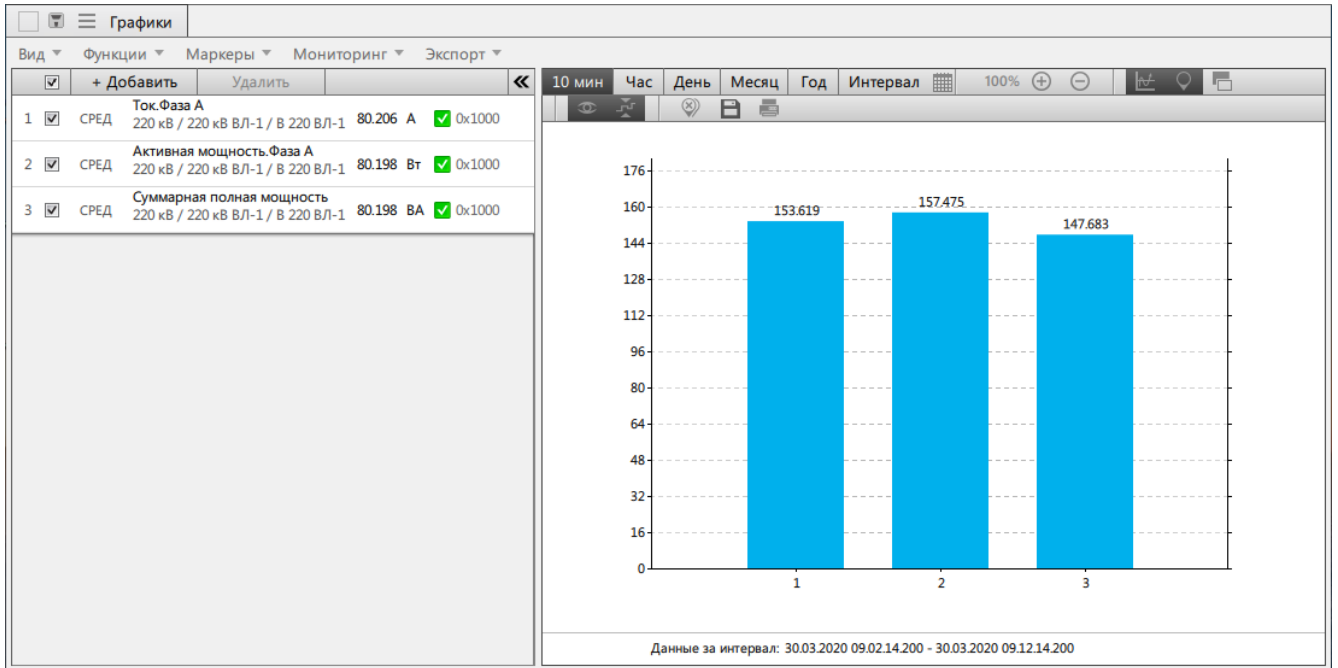 Графики
Вид Функции Маркеры Мониторинг Экспорт
+ Добавить Удалить
1 СРЕД Ток.Фаза А 220 кВ / 220 кВ ВЛ-1 / В 220 ВЛ-1 80.206 А 0x1000
2 СРЕД Активная мощность.Фаза А 220 кВ / 220 кВ ВЛ-1 / В 220 ВЛ-1 80.198 Вт 0x1000
3 СРЕД Суммарная полная мощность 220 кВ / 220 кВ ВЛ-1 / В 220 ВЛ-1 80.198 ВА 0x1000
10 мин Час День Месяц Год Интервал 100%
176
160
144
128
112
96
80
64
48
32
16
0
153.619
157.475
147.683
1 2 3
Данные за интервал: 30.03.2020 09.02.14.200 - 30.03.2020 09.12.14.200